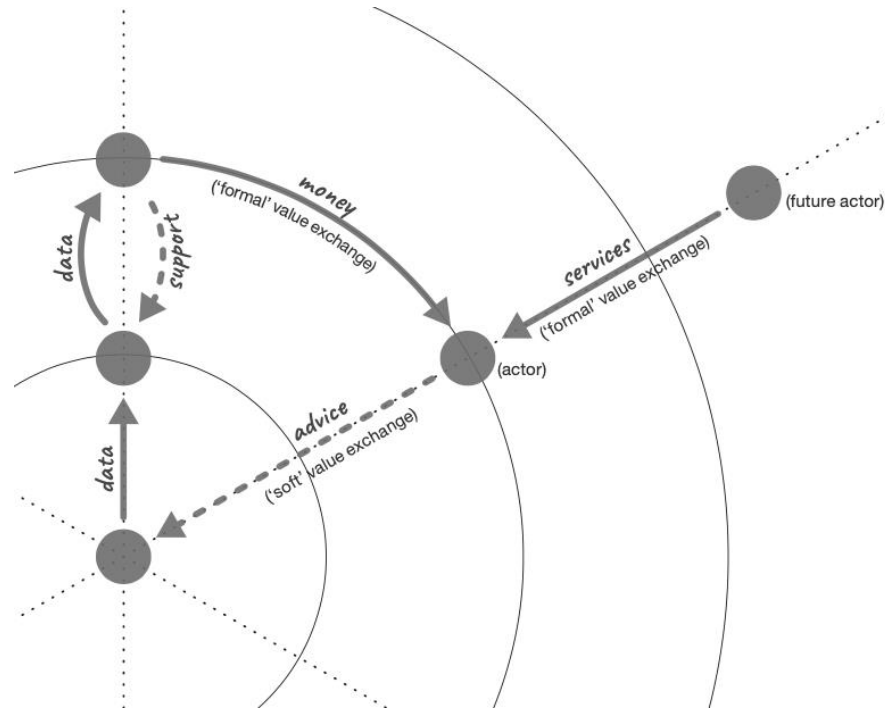 money
('formal' value exchange)
data
support
(future actor)
services
('formal' value exchange)
(actor)
advice
('soft' value exchange)
data